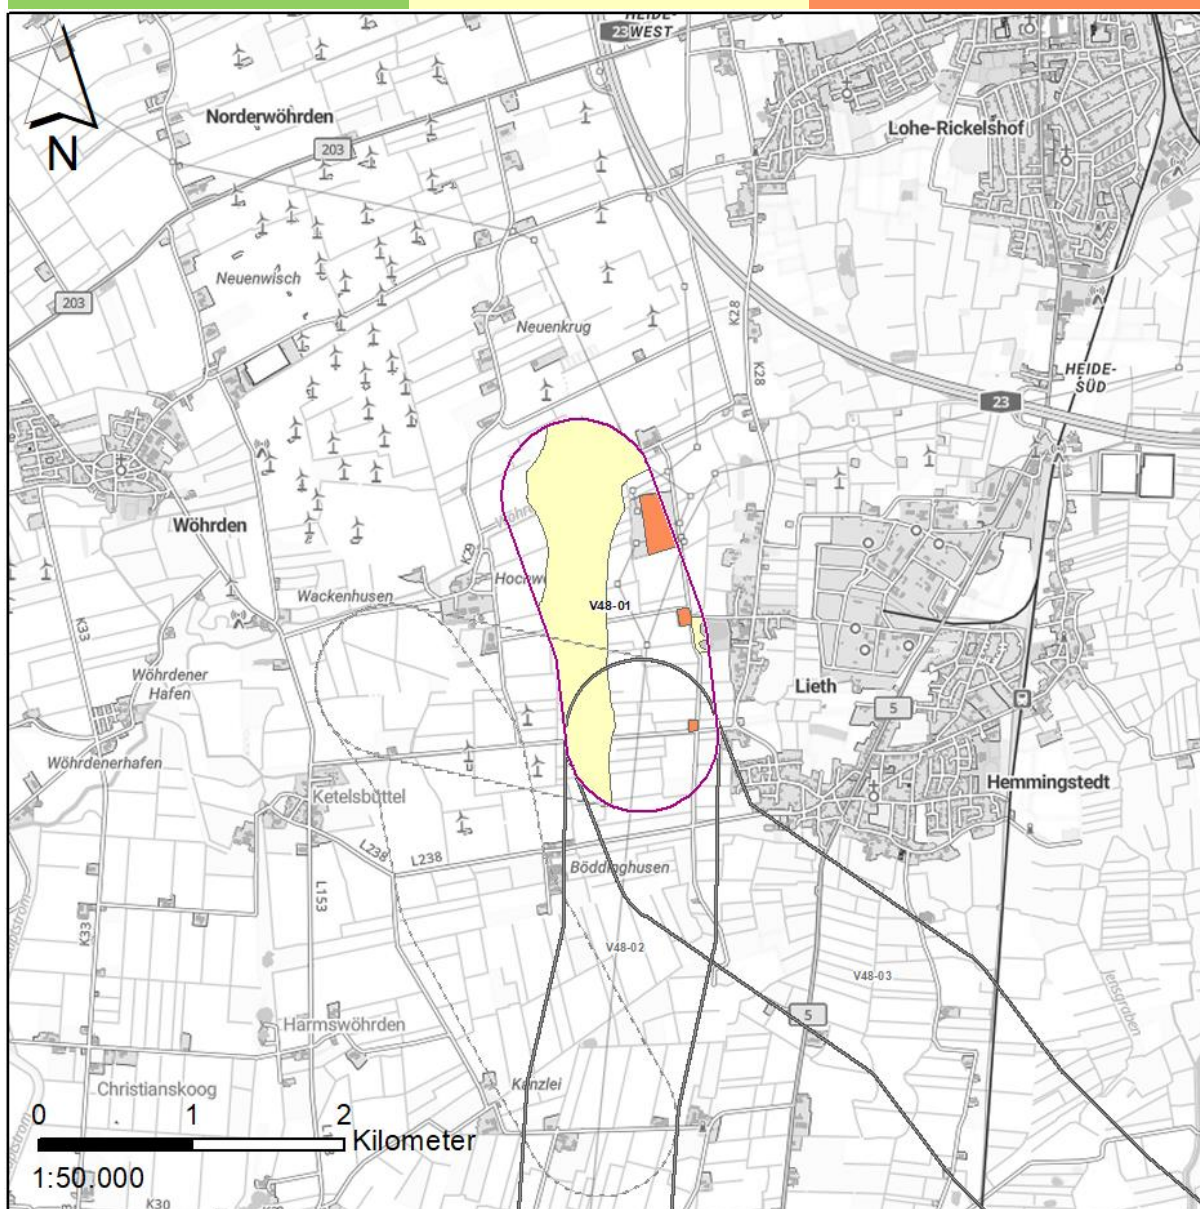 HEIDE-
23 WEST
N
Norderwöhrden
203
Lohe-Rickelshof
Neuenwisch
203
Neuenkrug
K28
K28
HEIDE-
SÜD
23
Wöhrden
K29
Wackenhusen
V48-01
K33
Wöhrdener
Hafen
Lieth
5
Wöhrdenerhafen
Hemmingstedt
Ketelsbüttel
L238
L238
Böddinghusen
L153
K33
V48-02
V48-03
5
Harmswöhrden
Christianskoog
Kanzlei
0 1 2
Kilometer
1:50.000
K30